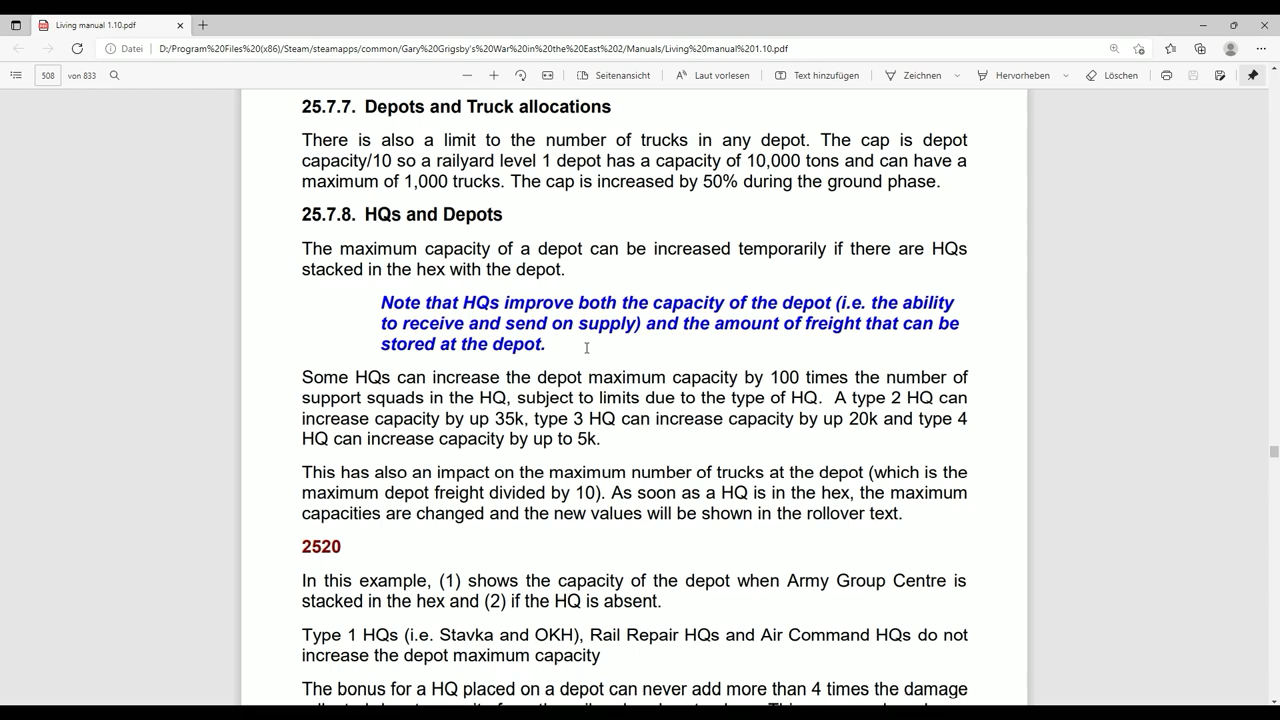 Living manual 1.10.pdf
Datei D:/Program%20Files%20(x86)/Steam/steamapps/common/Gary%20Grigsby's%20War%20in%20the%20East%202/Manuals/Living%20manual%201.10.pdf
508 von 833 Seitenansicht Laut vorlesen Text hinzufügen Zeichnen Hervorheben Löschen
25.7.7. Depots and Truck allocations
There is also a limit to the number of trucks in any depot. The cap is depot
capacity/10 so a railyard level 1 depot has a capacity of 10,000 tons and can have a
maximum of 1,000 trucks. The cap is increased by 50% during the ground phase.
25.7.8. HQs and Depots
The maximum capacity of a depot can be increased temporarily if there are HQs
stacked in the hex with the depot.
Note that HQs improve both the capacity of the depot (i.e. the ability
to receive and send on supply) and the amount of freight that can be
stored at the depot.
Some HQs can increase the depot maximum capacity by 100 times the number of
support squads in the HQ, subject to limits due to the type of HQ. A type 2 HQ can
increase capacity by up 35k, type 3 HQ can increase capacity by up 20k and type 4
HQ can increase capacity by up to 5k.
This has also an impact on the maximum number of trucks at the depot (which is the
maximum depot freight divided by 10). As soon as a HQ is in the hex, the maximum
capacities are changed and the new values will be shown in the rollover text.
2520
In this example, (1) shows the capacity of the depot when Army Group Centre is
stacked in the hex and (2) if the HQ is absent.
Type 1 HQs (i.e. Stavka and OKH), Rail Repair HQs and Air Command HQs do not
increase the depot maximum capacity
The bonus for a HQ placed on a depot can never add more than 4 times the damage